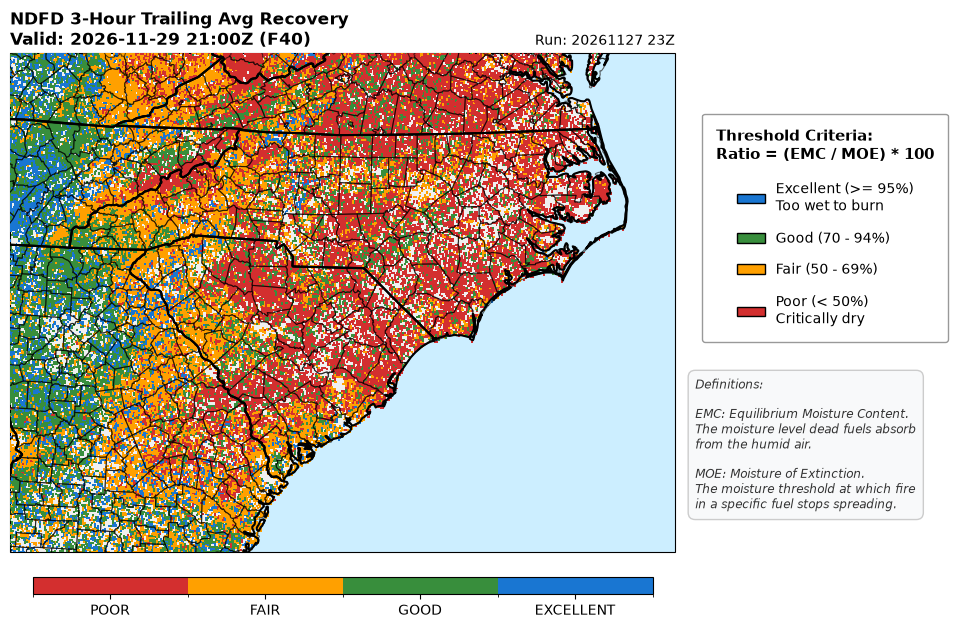 NDFD 3-Hour Trailing Avg Recovery
Valid: 2026-11-29 21:00Z (F40)
Run: 20261127 23Z
Threshold Criteria:
Ratio = (EMC / MOE) * 100
Excellent (>= 95%)
Too wet to burn
Good (70 - 94%)
Fair (50 - 69%)
Poor (< 50%)
Critically dry
Definitions:
EMC: Equilibrium Moisture Content.
The moisture level dead fuels absorb
from the humid air.
MOE: Moisture of Extinction.
The moisture threshold at which fire
in a specific fuel stops spreading.
POOR
FAIR
GOOD
EXCELLENT